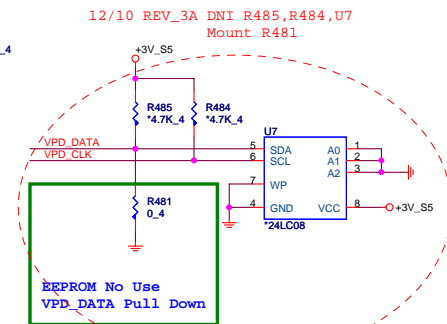 12/10 REV_3A DNI R485,R484,U7
Mount R481
_4
+3V_S5
R485
*4.7K_4
R484
*4.7K_4
U7
VPD_DATA
VPD_CLK
5 SDA A0 1
6 SCL A1 2
A2 3
7 WP
4 GND VCC 8 +3V_S5
*24LC08
R481
0_4
EEPROM No Use
VPD_DATA Pull Down